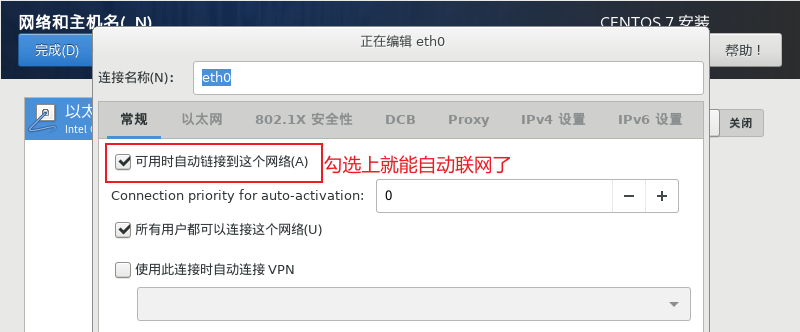 网络和主机名( N)
CENTOS 7 安装
完成(D)
正在编辑 eth0
帮助！
连接名称(N)：
eth0
以太
Intel
关闭
常规
以太网
802.1X 安全性
DCB
Proxy
IPv4 设置
IPv6 设置
可用时自动链接到这个网络(A)
勾选上就能自动联网了
Connection priority for auto-activation:
0
所有用户都可以连接这个网络(U)
使用此连接时自动连接 VPN